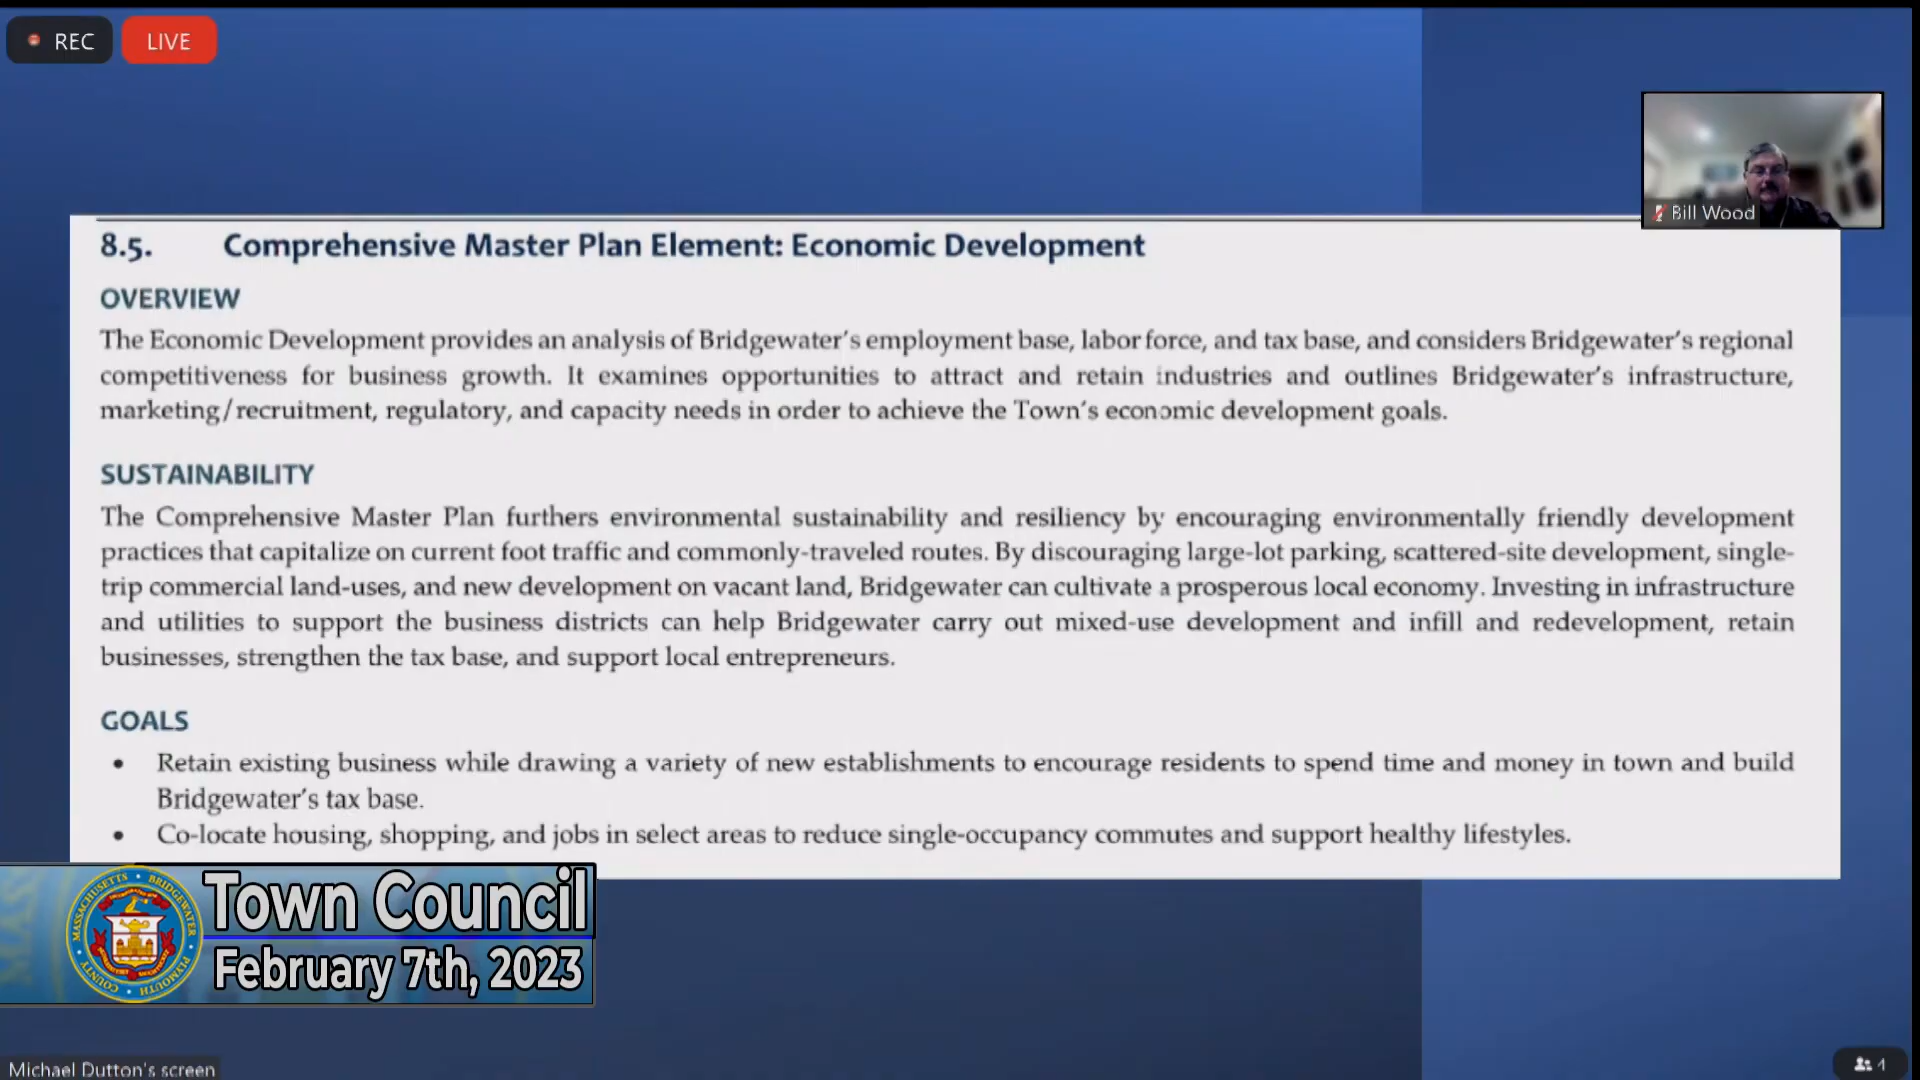 REC LIVE
Bill Wood
8.5. Comprehensive Master Plan Element: Economic Development
OVERVIEW
The Economic Development provides an analysis of Bridgewater's employment base, labor force, and tax base, and considers Bridgewater's regional
competitiveness for business growth. It examines opportunities to attract and retain industries and outlines Bridgewater's infrastructure,
marketing/recruitment, regulatory, and capacity needs in order to achieve the Town's economic development goals.
SUSTAINABILITY
The Comprehensive Master Plan furthers environmental sustainability and resiliency by encouraging environmentally friendly development
practices that capitalize on current foot traffic and commonly-traveled routes. By discouraging large-lot parking, scattered-site development, single-
trip commercial land-uses, and new development on vacant land, Bridgewater can cultivate a prosperous local economy. Investing in infrastructure
and utilities to support the business districts can help Bridgewater carry out mixed-use development and infill and redevelopment, retain
businesses, strengthen the tax base, and support local entrepreneurs.
GOALS
• Retain existing business while drawing a variety of new establishments to encourage residents to spend time and money in town and build
Bridgewater's tax base.
• Co-locate housing, shopping, and jobs in select areas to reduce single-occupancy commutes and support healthy lifestyles.
MASSACHUSETTS • BRIDGEWATER • PLYMOUTH COUNTY •
Town Council
February 7th, 2023
Michael Dutton's screen
4